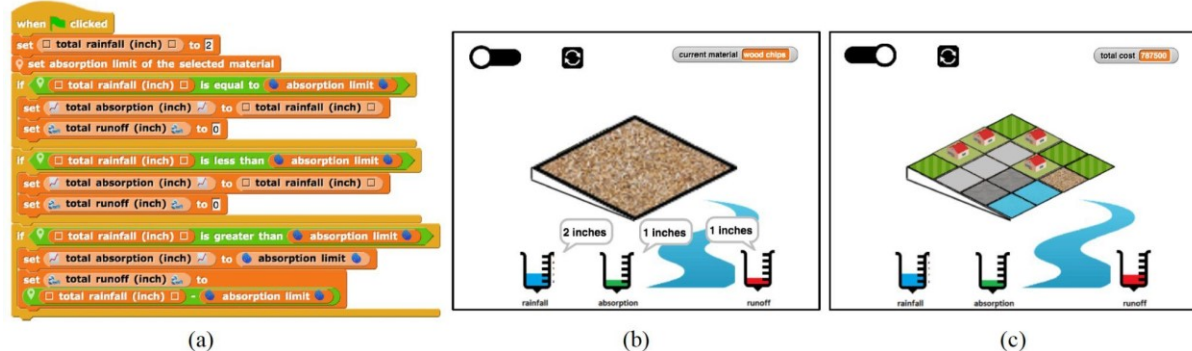 when clicked
set total rainfall (inch) to 2
set absorption limit of the selected material
if total rainfall (inch) is equal to absorption limit
set total absorption (inch) to total rainfall (inch)
set total runoff (inch) to 0
if total rainfall (inch) is less than absorption limit
set total absorption (inch) to total rainfall (inch)
set total runoff (inch) to 0
if total rainfall (inch) is greater than absorption limit
set total absorption (inch) to absorption limit
set total runoff (inch) to
total rainfall (inch) - absorption limit
(a)
current material wood chips
2 inches
1 inches
1 inches
rainfall
absorption
runoff
(b)
total cost 787500
rainfall
absorption
runoff
(c)